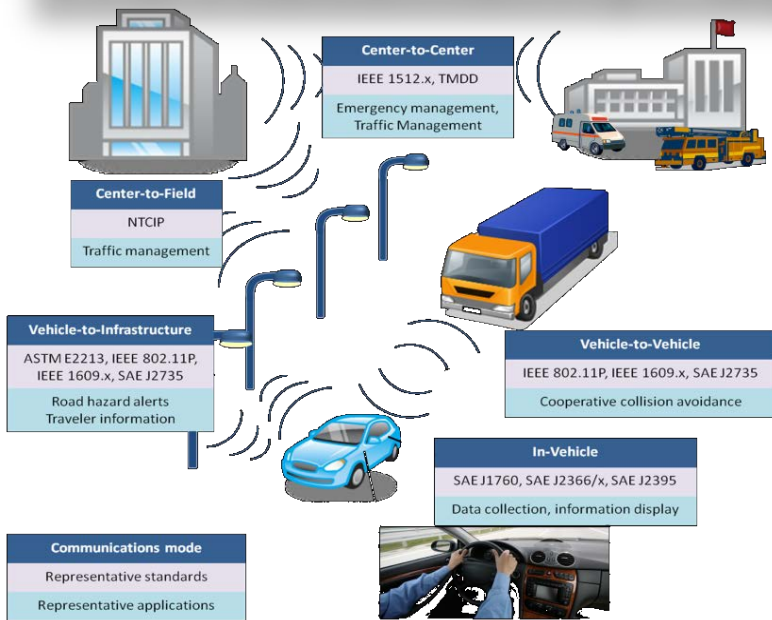 Center-to-Center
IEEE 1512.x, TMDD
Emergency management,
Traffic Management
Center-to-Field
NTCIP
Traffic management
Vehicle-to-Infrastructure
ASTM E2213, IEEE 802.11P,
IEEE 1609.x, SAE J2735
Road hazard alerts
Traveler information
Vehicle-to-Vehicle
IEEE 802.11P, IEEE 1609.x, SAE J2735
Cooperative collision avoidance
In-Vehicle
SAE J1760, SAE J2366/x, SAE J2395
Data collection, information display
Communications mode
Representative standards
Representative applications